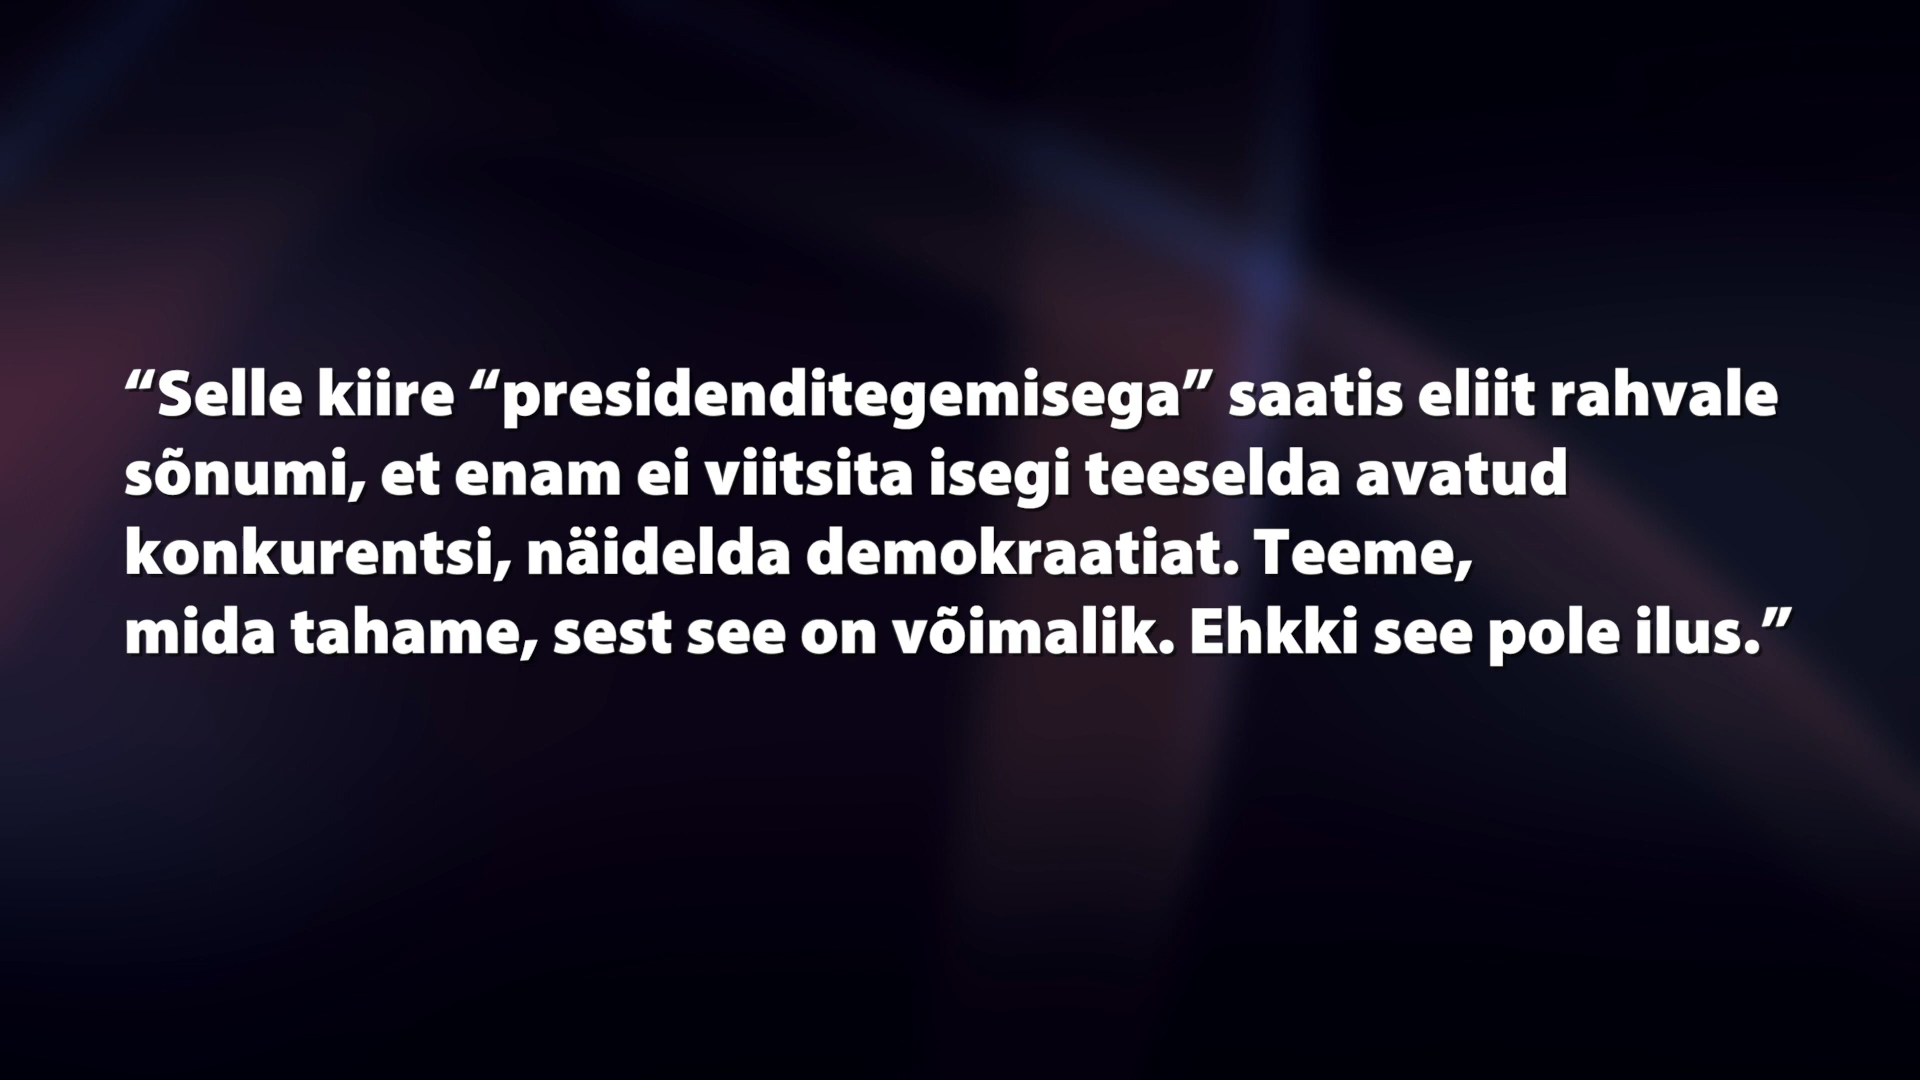 “Selle kiire “presidenditegemisega” saatis eliit rahvale
sõnumi, et enam ei viitsita isegi teeselda avatud
konkurentsi, näidelda demokraatiat. Teeme,
mida tahame, sest see on võimalik. Ehkki see pole ilus.”